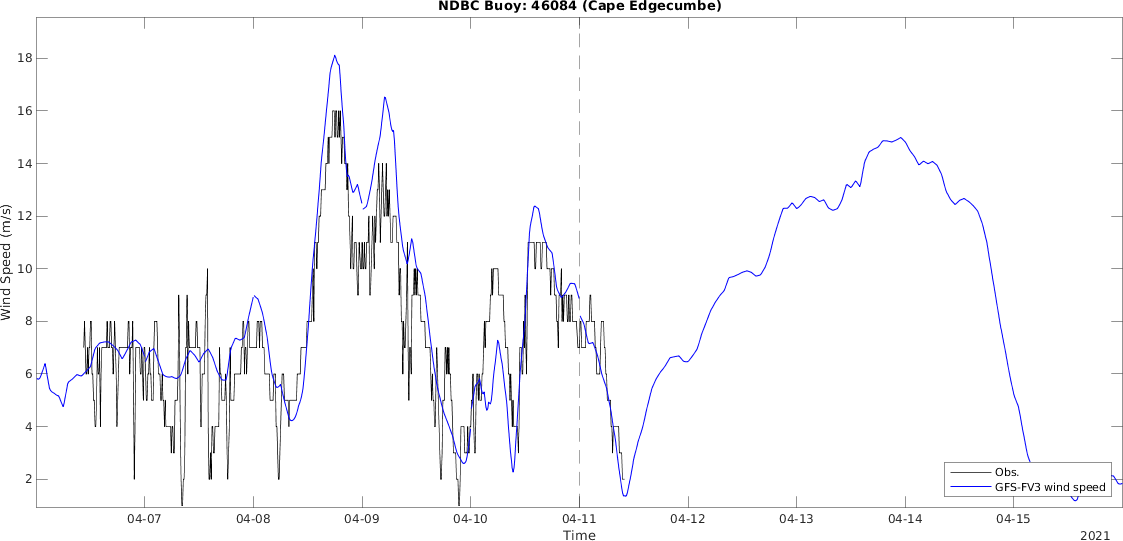 NDBC Buoy: 46084 (Cape Edgecumbe)
Wind Speed (m/s)
18
16
14
12
10
8
6
4
2
Obs.
GFS-FV3 wind speed
04-07 04-08 04-09 04-10 04-11 04-12 04-13 04-14 04-15
Time
2021